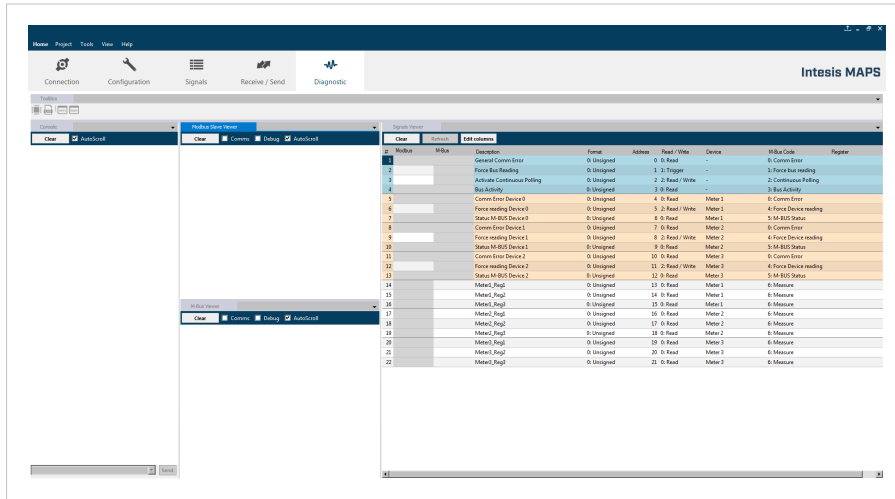 Home Project Tools View Help
Connection Configuration Signals Receive / Send Diagnostic
Intesis MAPS
Toolbox
Console
Clear AutoScroll
Modbus Slave Viewer
Clear Comms Debug AutoScroll
M-Bus Viewer
Clear Comms Debug AutoScroll
Signals Viewer
Clear Refresh Edit columns
# Modbus M-Bus Description Format Address Read / Write Device M-Bus Code Register
1 General Comm Error 0: Unsigned 0 0: Read - 0: Comm Error
2 Force Bus Reading 0: Unsigned 1 1: Trigger - 1: Force bus reading
3 Activate Continuous Polling 0: Unsigned 2 2: Read / Write - 2: Continuous Polling
4 Bus Activity 0: Unsigned 3 0: Read - 3: Bus Activity
5 Comm Error Device 0 0: Unsigned 4 0: Read Meter 1 0: Comm Error
6 Force reading Device 0 0: Unsigned 5 2: Read / Write Meter 1 4: Force Device reading
7 Status M-BUS Device 0 0: Unsigned 6 0: Read Meter 1 5: M-BUS Status
8 Comm Error Device 1 0: Unsigned 7 0: Read Meter 2 0: Comm Error
9 Force reading Device 1 0: Unsigned 8 2: Read / Write Meter 2 4: Force Device reading
10 Status M-BUS Device 1 0: Unsigned 9 0: Read Meter 2 5: M-BUS Status
11 Comm Error Device 2 0: Unsigned 10 0: Read Meter 3 0: Comm Error
12 Force reading Device 2 0: Unsigned 11 2: Read / Write Meter 3 4: Force Device reading
13 Status M-BUS Device 2 0: Unsigned 12 0: Read Meter 3 5: M-BUS Status
14 Meter1_Reg1 0: Unsigned 13 0: Read Meter 1 6: Measure
15 Meter1_Reg2 0: Unsigned 14 0: Read Meter 1 6: Measure
16 Meter1_Reg3 0: Unsigned 15 0: Read Meter 1 6: Measure
17 Meter2_Reg1 0: Unsigned 16 0: Read Meter 2 6: Measure
18 Meter2_Reg2 0: Unsigned 17 0: Read Meter 2 6: Measure
19 Meter2_Reg3 0: Unsigned 18 0: Read Meter 2 6: Measure
20 Meter3_Reg1 0: Unsigned 19 0: Read Meter 3 6: Measure
21 Meter3_Reg2 0: Unsigned 20 0: Read Meter 3 6: Measure
22 Meter3_Reg3 0: Unsigned 21 0: Read Meter 3 6: Measure
Send